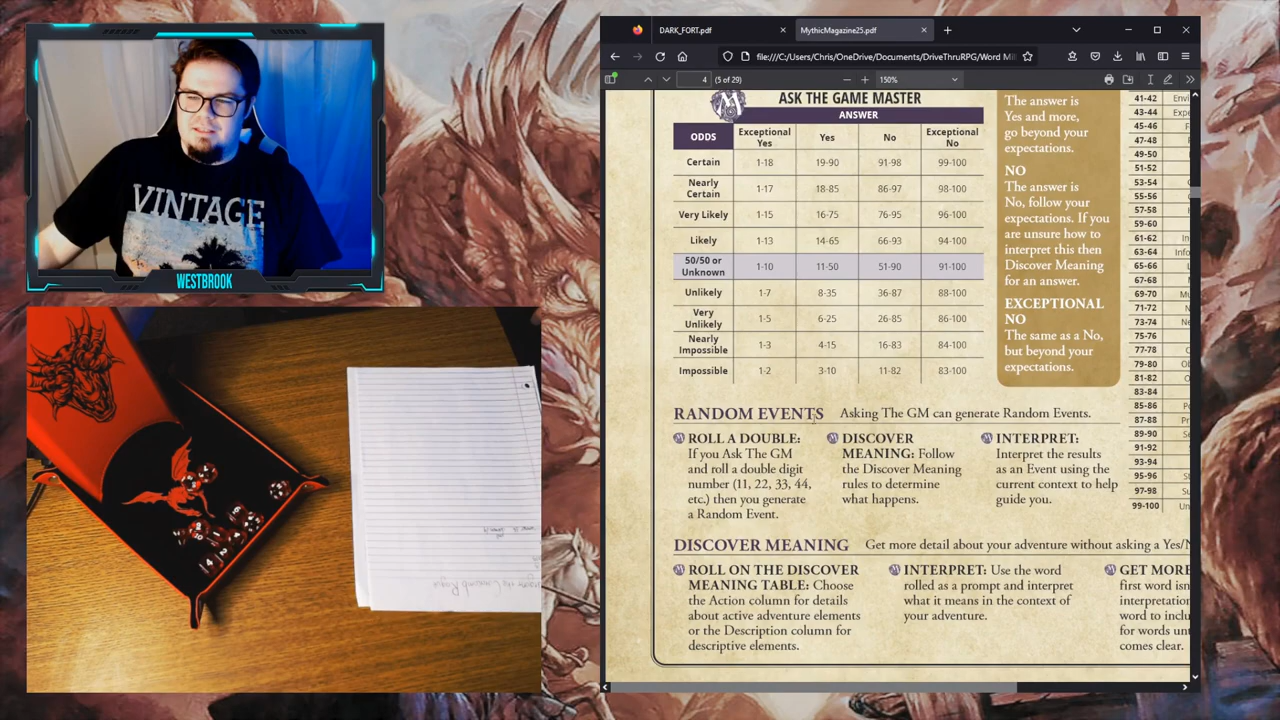 VINTAGE
WESTBROOK
DARK_FORT.pdf
MythicMagazine25.pdf
file:///C:/Users/Chris/OneDrive/Documents/DriveThruRPG/Word Mil
4
(5 of 29)
150%
ASK THE GAME MASTER
ANSWER
ODDS Exceptional Yes Yes No Exceptional No
Certain 1-18 19-90 91-98 99-100
Nearly Certain 1-17 18-85 86-97 98-100
Very Likely 1-15 16-75 76-95 96-100
Likely 1-13 14-65 66-93 94-100
50/50 or Unknown 1-10 11-50 51-90 91-100
Unlikely 1-7 8-35 36-87 88-100
Very Unlikely 1-5 6-25 26-85 86-100
Nearly Impossible 1-3 4-15 16-83 84-100
Impossible 1-2 3-10 11-82 83-100
The answer is
Yes and more,
go beyond your
expectations.
NO
The answer is
No, follow your
expectations. If you
are unsure how to
interpret this then
Discover Meaning
for an answer.
EXCEPTIONAL
NO
The same as a No,
but beyond your
expectations.
41-42 Envi
43-44 Expe
45-46 F
47-48
49-50
51-52
53-54
55-56
57-58
59-60
61-62 In
63-64 Info
65-66
67-68
69-70 Mu
71-72 N
73-74 Ne
75-76
77-78
79-80 Ob
81-82
83-84
85-86 Pe
87-88 Pr
89-90
91-92
93-94
95-96 St
97-98 Su
99-100
RANDOM EVENTS Asking The GM can generate Random Events.
ROLL A DOUBLE:
If you Ask The GM
and roll a double digit
number (11, 22, 33, 44,
etc.) then you generate
a Random Event.
DISCOVER
MEANING: Follow
the Discover Meaning
rules to determine
what happens.
INTERPRET:
Interpret the results
as an Event using the
current context to help
guide you.
DISCOVER MEANING Get more detail about your adventure without asking a Yes/N
ROLL ON THE DISCOVER
MEANING TABLE: Choose
the Action column for details
about active adventure elements
or the Description column for
descriptive elements.
INTERPRET: Use the word
rolled as a prompt and interpret
what it means in the context of
your adventure.
GET MORE
first word isn
interpretation
word to inclu
for words unt
comes clear.